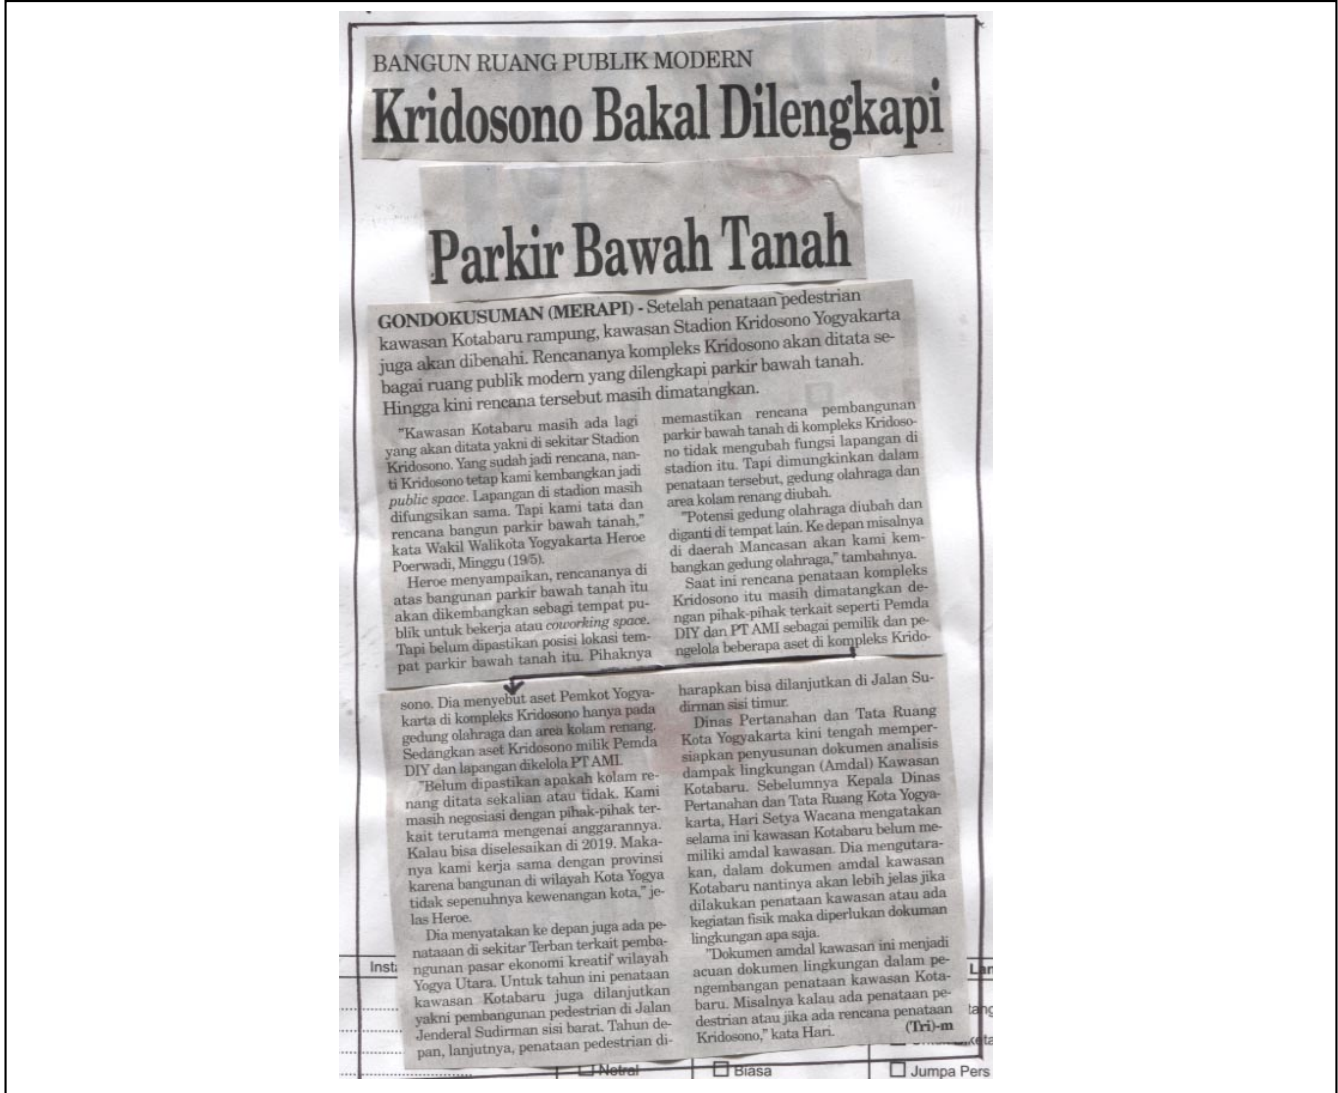 BANGUN RUANG PUBLIK MODERN
Kridosono Bakal Dilengkapi
Parkir Bawah Tanah
GONDOKUSUMAN (MERAPI) - Setelah penataan pedestrian
kawasan Kotabaru rampung, kawasan Stadion Kridosono Yogyakarta
juga akan dibenahi. Rencananya kompleks Kridosono akan ditata se-
bagai ruang publik modern yang dilengkapi parkir bawah tanah.
Hingga kini rencana tersebut masih dimatangkan.
"Kawasan Kotabaru masih ada lagi
yang akan ditata yakni di sekitar Stadion
Kridosono. Yang sudah jadi rencana, nan-
ti Kridosono tetap kami kembangkan jadi
public space. Lapangan di stadion masih
difungsikan sama. Tapi kami tata dan
rencana bangun parkir bawah tanah,"
kata Wakil Walikota Yogyakarta Heroe
Poerwadi, Minggu (19/5).
Heroe menyampaikan, rencananya di
atas bangunan parkir bawah tanah itu
akan dikembangkan sebagi tempat pu-
blik untuk bekerja atau coworking space.
Tapi belum dipastikan posisi lokasi tem-
pat parkir bawah tanah itu. Pihaknya
memastikan rencana pembangunan
parkir bawah tanah di kompleks Kridoso-
no tidak mengubah fungsi lapangan di
stadion itu. Tapi dimungkinkan dalam
penataan tersebut, gedung olahraga dan
area kolam renang diubah.
"Potensi gedung olahraga diubah dan
diganti di tempat lain. Ke depan misalnya
di daerah Mancasan akan kami kem-
bangkan gedung olahraga," tambahnya.
Saat ini rencana penataan kompleks
Kridosono itu masih dimatangkan de-
ngan pihak-pihak terkait seperti Pemda
DIY dan PT AMI sebagai pemilik dan pe-
ngelola beberapa aset di kompleks Krido-
sono. Dia menyebut aset Pemkot Yogya-
karta di kompleks Kridosono hanya pada
gedung olahraga dan area kolam renang.
Sedangkan aset Kridosono milik Pemda
DIY dan lapangan dikelola PT AMI.
"Belum dipastikan apakah kolam re-
nang ditata sekalian atau tidak. Kami
masih negosiasi dengan pihak-pihak ter-
kait terutama mengenai anggarannya.
Kalau bisa diselesaikan di 2019. Maka-
nya kami kerja sama dengan provinsi
karena bangunan di wilayah Kota Yogya
tidak sepenuhnya kewenangan kota," je-
las Heroe.
Dia menyatakan ke depan juga ada pe-
nataaan di sekitar Terban terkait pemba-
ngunan pasar ekonomi kreatif wilayah
Yogya Utara. Untuk tahun ini penataan
kawasan Kotabaru juga dilanjutkan
yakni pembangunan pedestrian di Jalan
Jenderal Sudirman sisi barat. Tahun de-
pan, lanjutnya, penataan pedestrian di-
harapkan bisa dilanjutkan di Jalan Su-
dirman sisi timur.
Dinas Pertanahan dan Tata Ruang
Kota Yogyakarta kini tengah memper-
siapkan penyusunan dokumen analisis
dampak lingkungan (Amdal) Kawasan
Kotabaru. Sebelumnya Kepala Dinas
Pertanahan dan Tata Ruang Kota Yogya-
karta, Hari Setya Wacana mengatakan
selama ini kawasan Kotabaru belum me-
miliki amdal kawasan. Dia mengutara-
kan, dalam dokumen amdal kawasan
Kotabaru nantinya akan lebih jelas jika
dilakukan penataan kawasan atau ada
kegiatan fisik maka diperlukan dokuman
lingkungan apa saja.
"Dokumen amdal kawasan ini menjadi
acuan dokumen lingkungan dalam pe-
ngembangan penataan kawasan Kota-
baru. Misalnya kalau ada penataan pe-
destrian atau jika ada rencana penataan
Kridosono," kata Hari. (Tri)-m
Netral
Biasa
Jumpa Pers